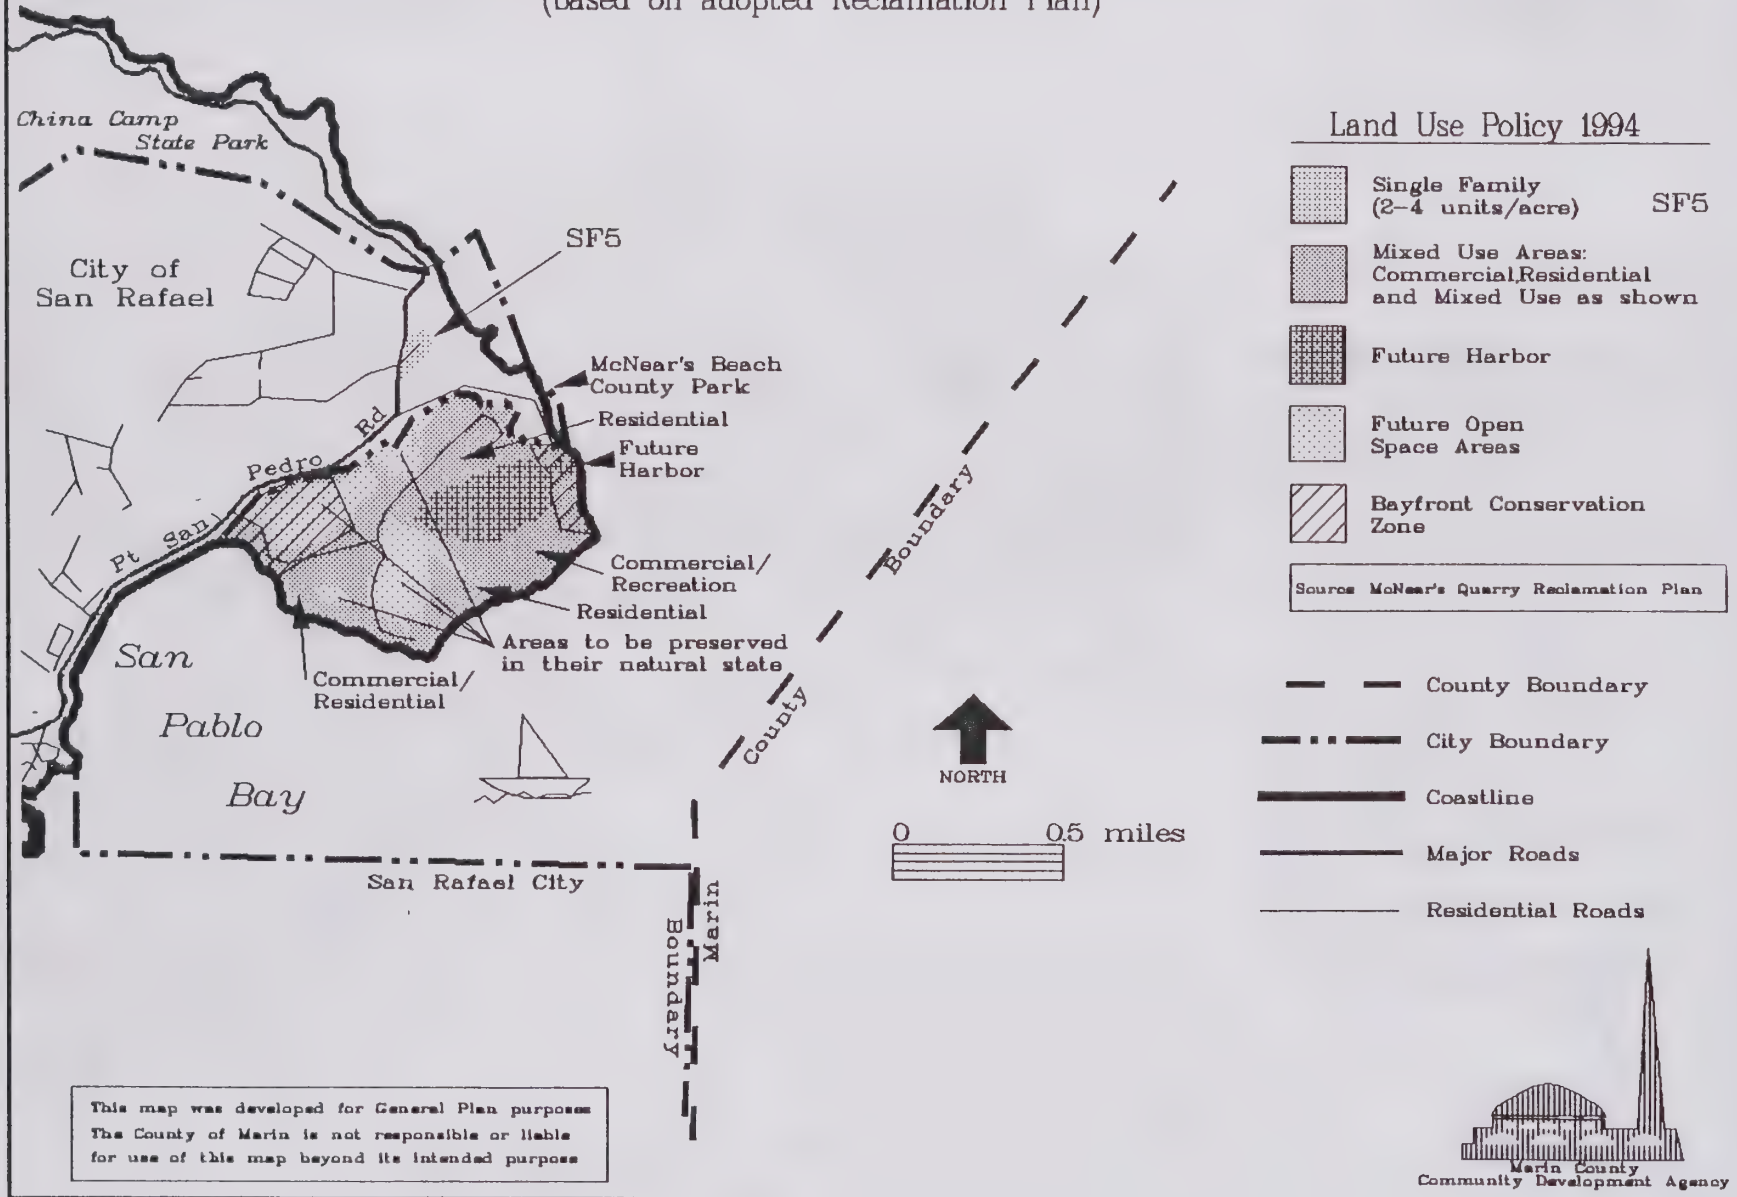 (based on adopted Reclamation Plan)
China Camp
State Park
City of
San Rafael
SF5
McNear's Beach
County Park
Residential
Future
Harbor
Pt San Pedro Rd
Commercial/
Recreation
Residential
Areas to be preserved
in their natural state
Commercial/
Residential
San
Pablo
Bay
County Boundary
San Rafael City
Boundary
Marin
NORTH
0 0.5 miles
Land Use Policy 1994
Single Family
(2-4 units/acre) SF5
Mixed Use Areas:
Commercial,Residential
and Mixed Use as shown
Future Harbor
Future Open
Space Areas
Bayfront Conservation
Zone
Source McNear's Quarry Reclamation Plan
County Boundary
City Boundary
Coastline
Major Roads
Residential Roads
This map was developed for General Plan purposes
The County of Marin is not responsible or liable
for use of this map beyond its intended purpose
Marin County
Community Development Agency